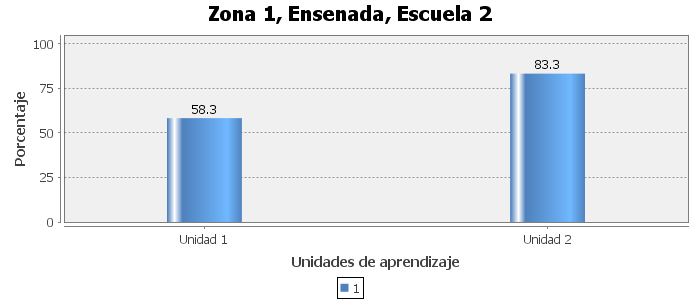 Zona 1, Ensenada, Escuela 2
Porcentaje
100
75
50
25
0
58.3
83.3
Unidad 1
Unidad 2
Unidades de aprendizaje
1